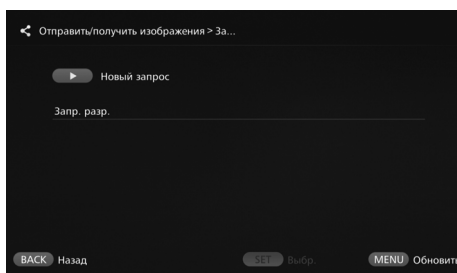 Отправить/получить изображения > За...
Новый запрос
Запр. разр.
BACK Назад SET Выбр. MENU Обновить